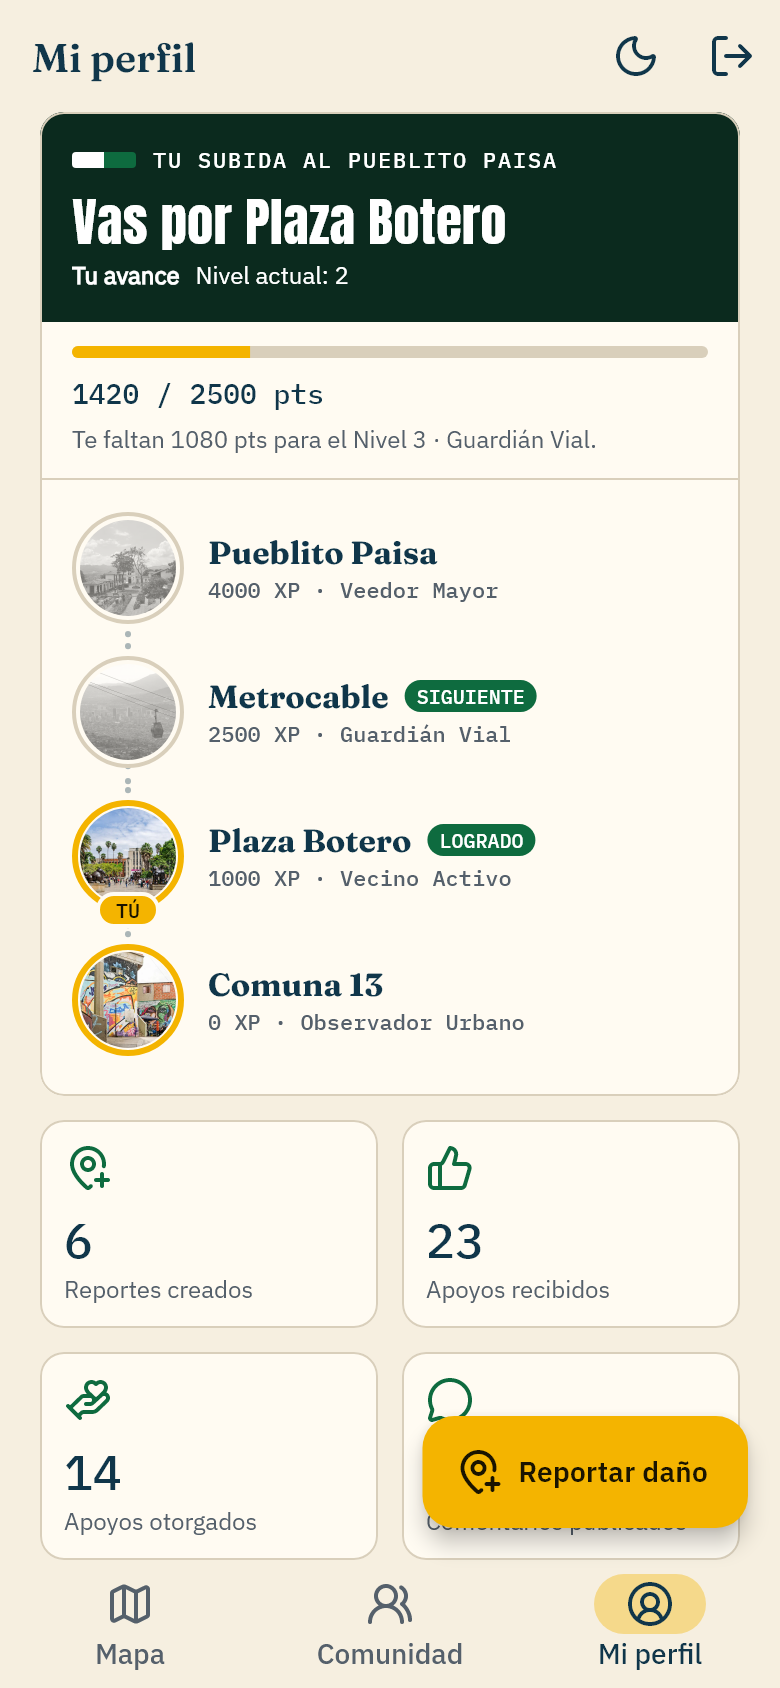 Mi perfil
TU SUBIDA AL PUEBLITO PAISA
Vas por Plaza Botero
Tu avance Nivel actual: 2
1420 / 2500 pts
Te faltan 1080 pts para el Nivel 3 · Guardián Vial.
Pueblito Paisa
4000 XP · Veedor Mayor
Metrocable SIGUIENTE
2500 XP · Guardián Vial
Plaza Botero LOGRADO
1000 XP · Vecino Activo
TÚ
Comuna 13
0 XP · Observador Urbano
6
Reportes creados
23
Apoyos recibidos
14
Apoyos otorgados
Reportar daño
Comentarios publicados
Mapa
Comunidad
Mi perfil